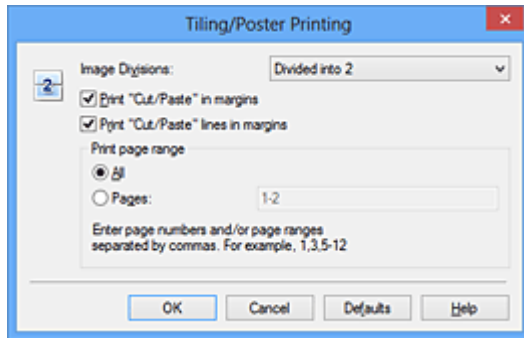 Tiling/Poster Printing
Image Divisions: Divided into 2
2
Print "Cut/Paste" in margins
Print "Cut/Paste" lines in margins
Print page range
All
Pages: 1-2
Enter page numbers and/or page ranges
separated by commas. For example, 1,3,5-12
OK Cancel Defaults Help